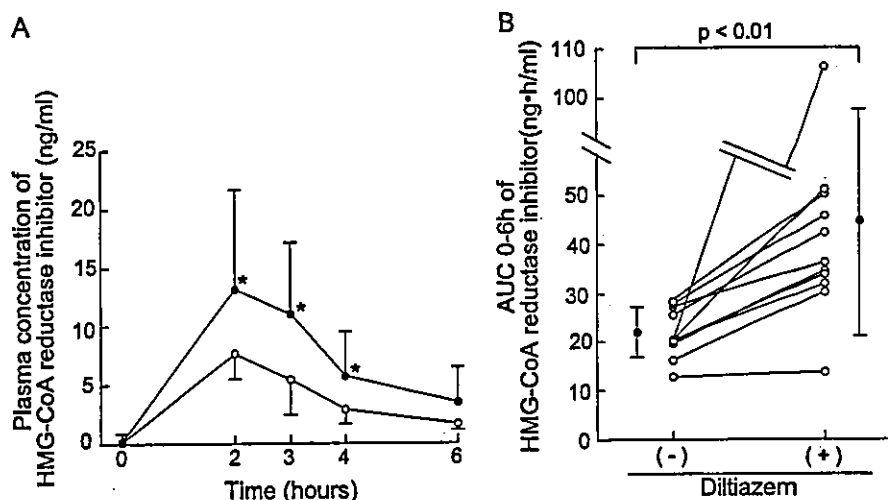 A
Plasma concentration of
HMG-CoA reductase inhibitor (ng/ml)
25
20
15
10
5
0
*
*
*
0
2
3
4
6
Time (hours)
B
p < 0.01
AUC 0-6h of
HMG-CoA reductase inhibitor(ng•h/ml)
110
100
50
40
30
20
10
0
(-)
(+)
Diltiazem